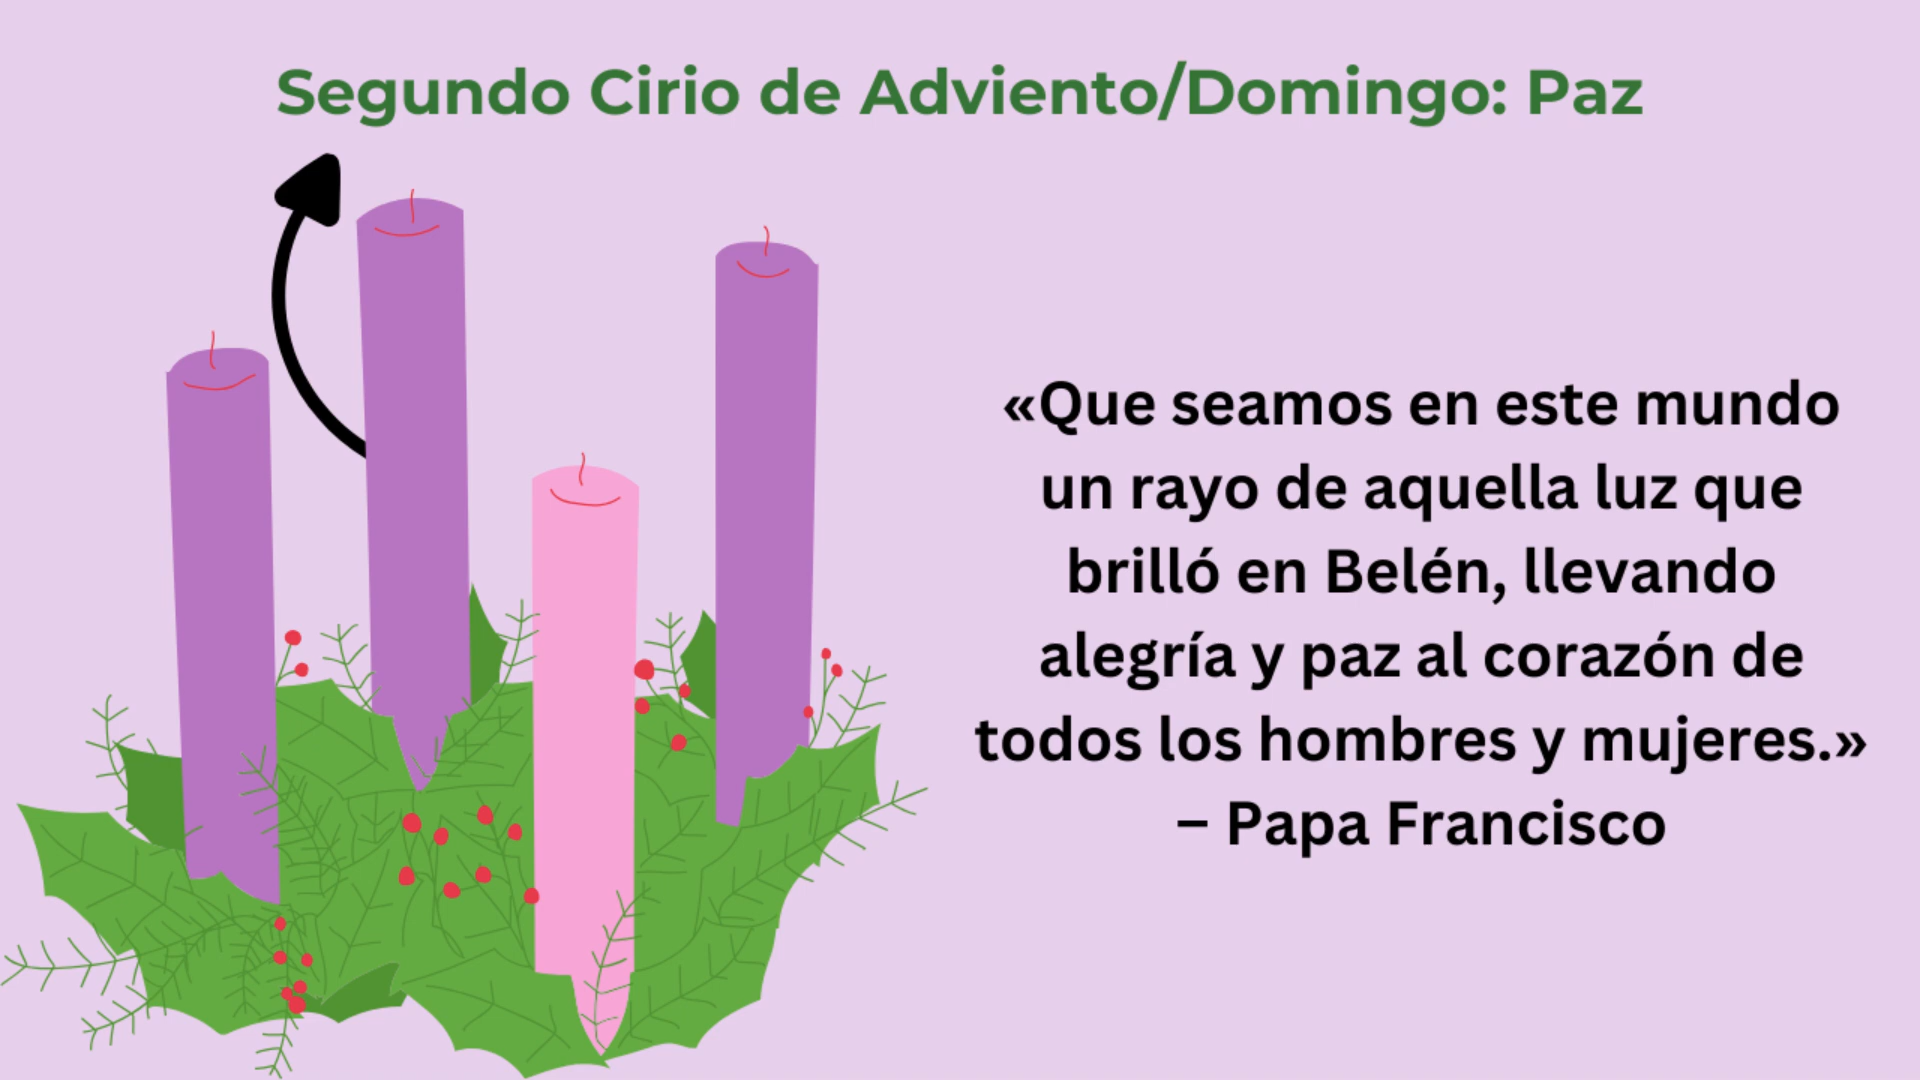 Segundo Cirio de Adviento/Domingo: Paz
«Que seamos en este mundo
un rayo de aquella luz que
brilló en Belén, llevando
alegría y paz al corazón de
todos los hombres y mujeres.»
– Papa Francisco